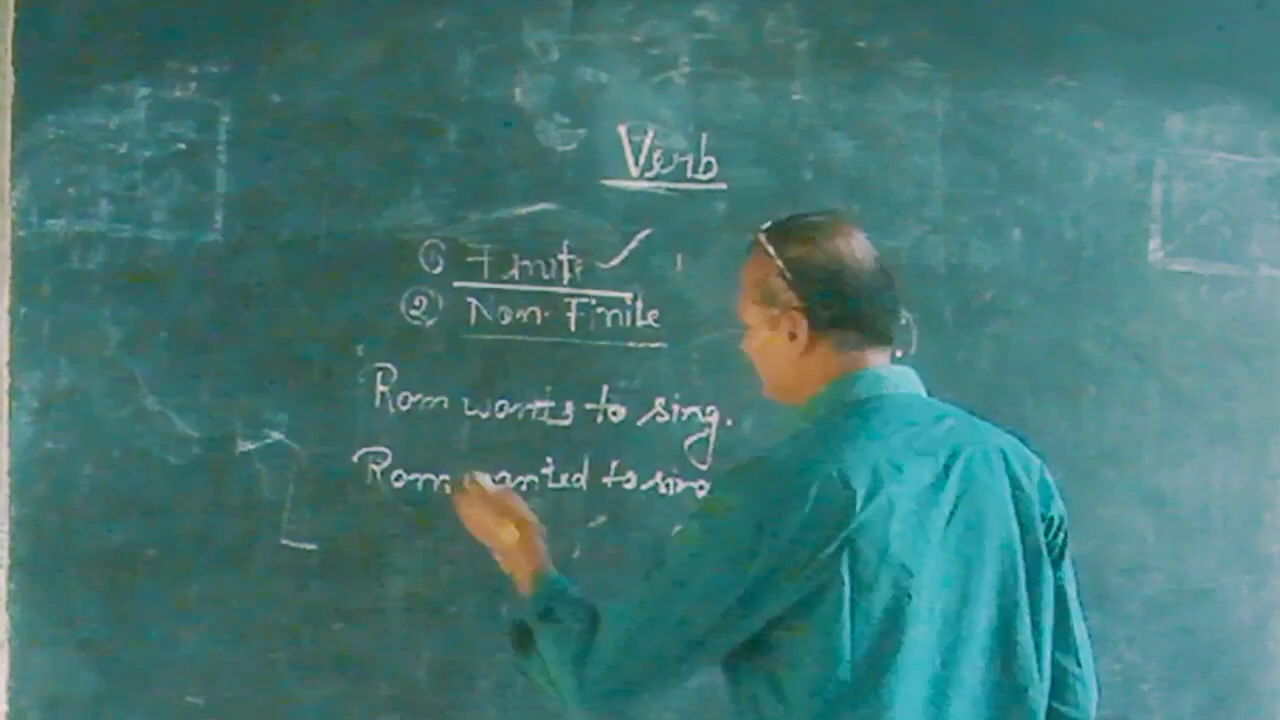 Verb
① Finite ✓
② Non-Finite
Ram wants to sing.
Ram wanted to sing